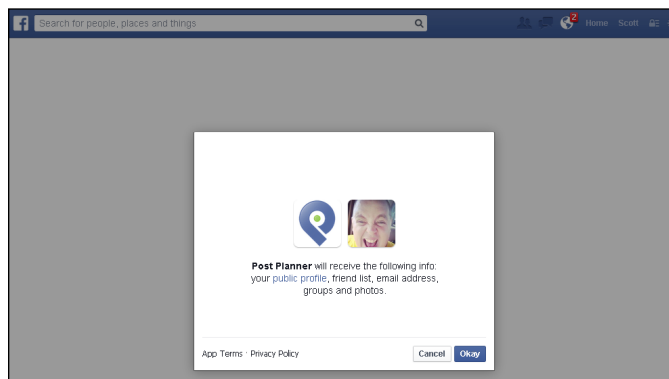 Search for people, places and things
2 Home Scott
Post Planner will receive the following info:
your public profile, friend list, email address,
groups and photos.
App Terms · Privacy Policy Cancel Okay